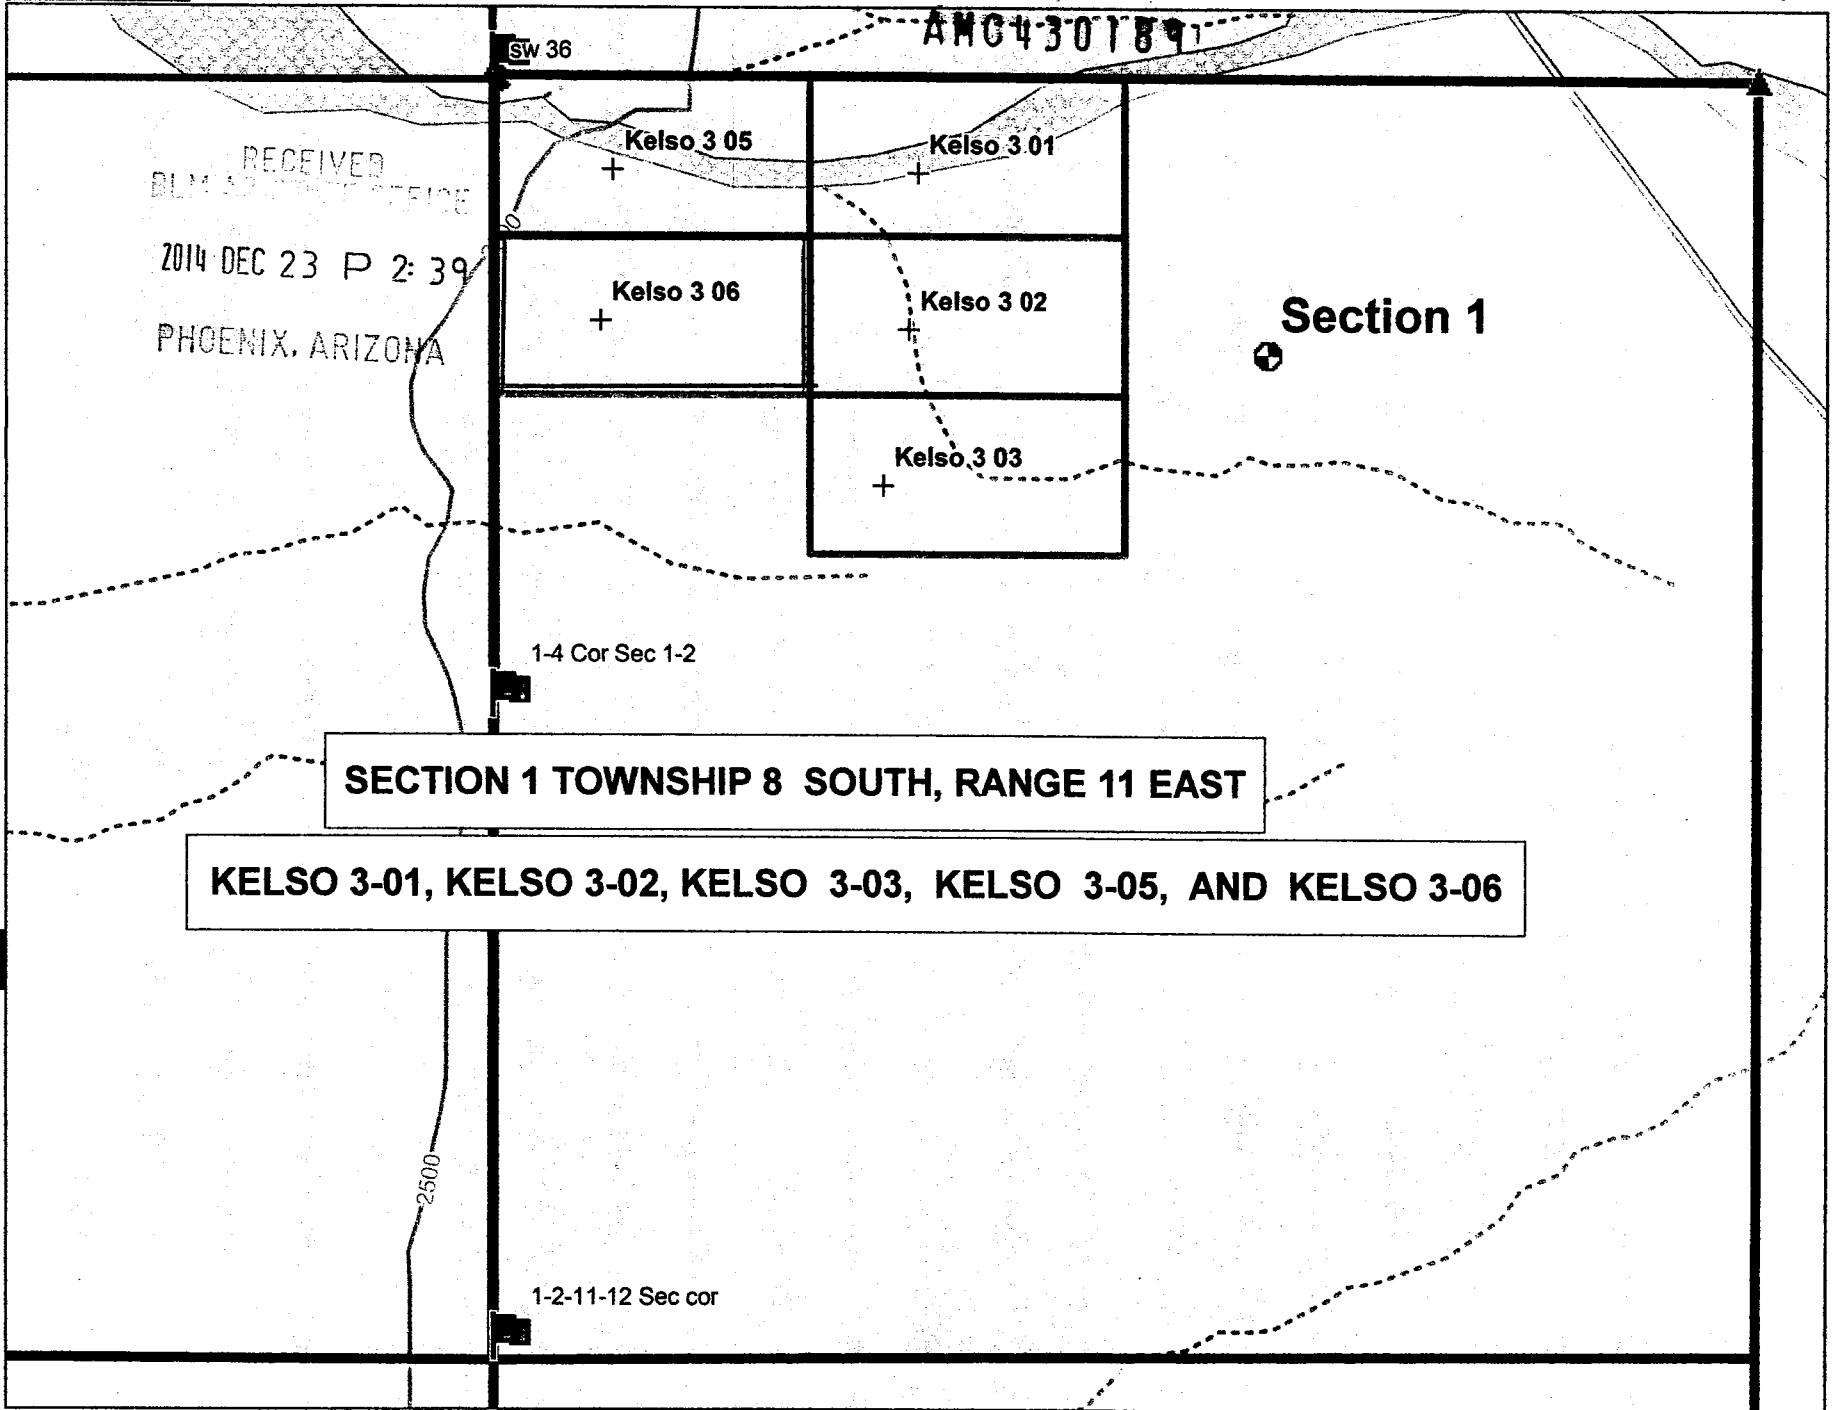 AMC430189
sw 36
Kelso 3 05
Kelso 3 01
RECEIVED
BLM OFFICE
2014 DEC 23 P 2:39
PHOENIX, ARIZONA
Kelso 3 06
Kelso 3 02
Section 1
Kelso 3 03
1-4 Cor Sec 1-2
SECTION 1 TOWNSHIP 8 SOUTH, RANGE 11 EAST
KELSO 3-01, KELSO 3-02, KELSO 3-03, KELSO 3-05, AND KELSO 3-06
2500
1-2-11-12 Sec cor